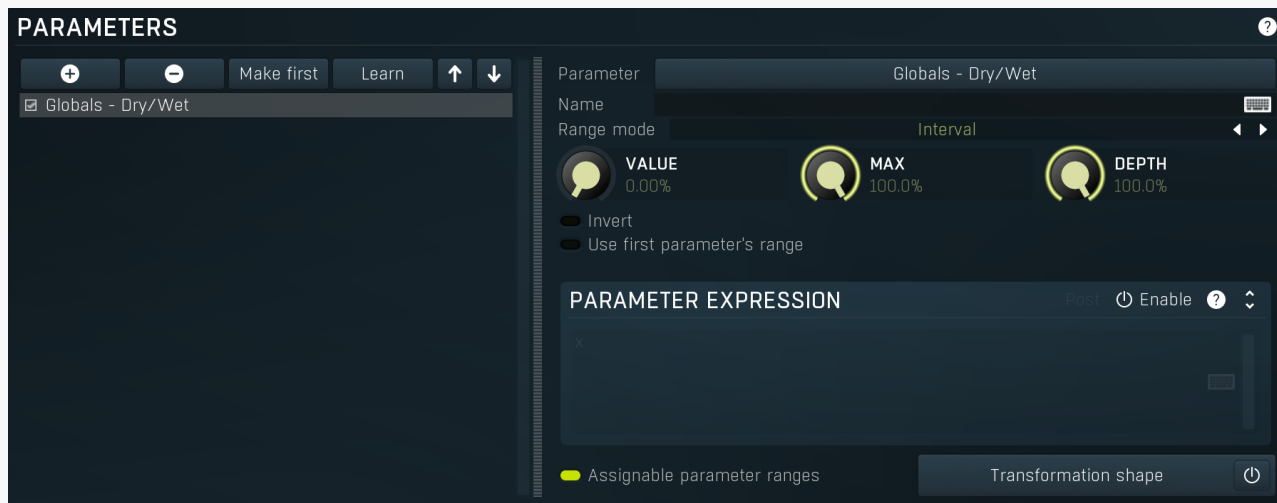 PARAMETERS
Make first Learn
Globals - Dry/Wet
Parameter Globals - Dry/Wet
Name
Range mode Interval
VALUE MAX DEPTH
0.00% 100.0% 100.0%
Invert
Use first parameter's range
PARAMETER EXPRESSION Post Enable ?
x
Assignable parameter ranges Transformation shape